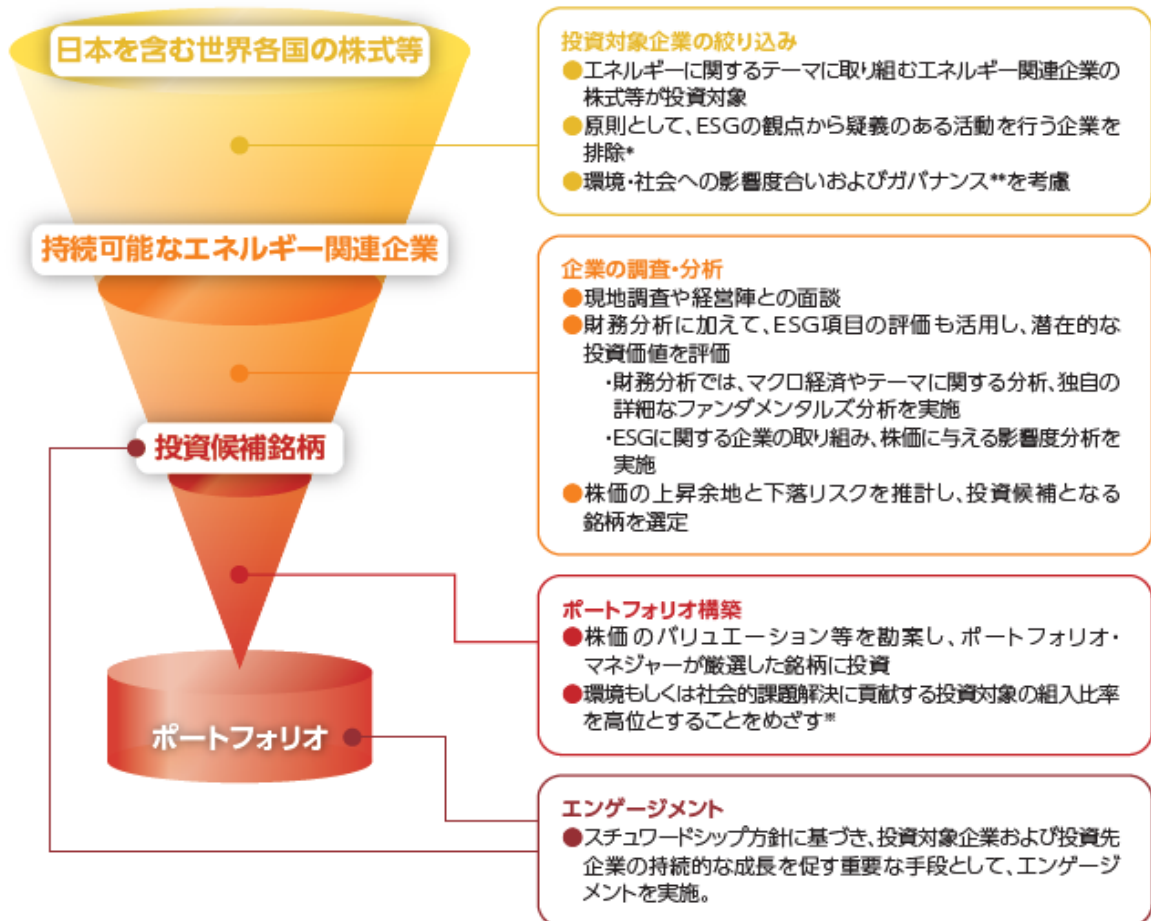 日本を含む世界各国の株式等
持続可能なエネルギー関連企業
投資候補銘柄
ポートフォリオ
投資対象企業の絞り込み
●エネルギーに関するテーマに取り組むエネルギー関連企業の
株式等が投資対象
●原則として、ESGの観点から疑義のある活動を行う企業を
排除*
●環境・社会への影響度合いおよびガバナンス**を考慮
企業の調査・分析
●現地調査や経営陣との面談
●財務分析に加えて、ESG項目の評価も活用し、潜在的な
投資価値を評価
・財務分析では、マクロ経済やテーマに関する分析、独自の
詳細なファンダメンタルズ分析を実施
・ESGに関する企業の取り組み、株価に与える影響度分析を
実施
●株価の上昇余地と下落リスクを推計し、投資候補となる
銘柄を選定
ポートフォリオ構築
●株価のバリュエーション等を勘案し、ポートフォリオ・
マネジャーが厳選した銘柄に投資
●環境もしくは社会的課題解決に貢献する投資対象の組入比率
を高位とすることをめざす※
エンゲージメント
●スチュワードシップ方針に基づき、投資対象企業および投資先
企業の持続的な成長を促す重要な手段として、エンゲージ
メントを実施。